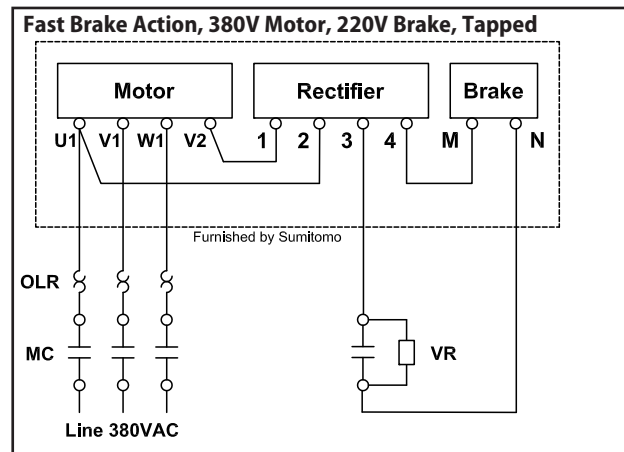 Fast Brake Action, 380V Motor, 220V Brake, Tapped
Motor Rectifier Brake
U1 V1 W1 V2 1 2 3 4 M N
Furnished by Sumitomo
OLR
MC VR
Line 380VAC